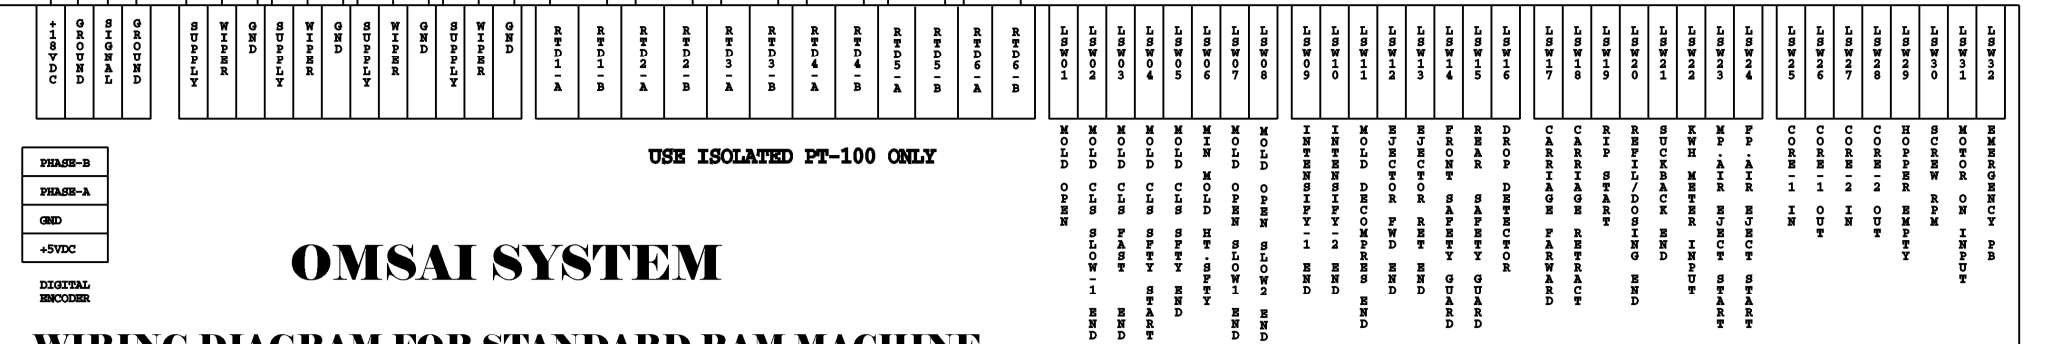 +18VDC
GROUND
SIGNAL
GROUND
SUPPLY
WIPER
GND
SUPPLY
WIPER
GND
SUPPLY
WIPER
GND
SUPPLY
WIPER
GND
RTD1-A
RTD1-B
RTD2-A
RTD2-B
RTD3-A
RTD3-B
RTD4-A
RTD4-B
RTD5-A
RTD5-B
RTD6-A
RTD6-B
LSW01
LSW02
LSW03
LSW04
LSW05
LSW06
LSW07
LSW08
LSW09
LSW10
LSW11
LSW12
LSW13
LSW14
LSW15
LSW16
LSW17
LSW18
LSW19
LSW20
LSW21
LSW22
LSW23
LSW24
LSW25
LSW26
LSW27
LSW28
LSW29
LSW30
LSW31
LSW32
MOLD OPEN
MOLD CLS SLOW-1 END
MOLD CLS FAST END
MOLD CLS SFTY START
MOLD CLS SFTY END
MIN MOLD HT.SFTY
MOLD OPEN SLOW1 END
MOLD OPEN SLOW2 END
INTENSIFY-1 END
INTENSIFY-2 END
MOLD DECOMPRES END
EJECTOR FWD END
EJECTOR RET END
FRONT SAFETY GUARD
REAR SAFETY GUARD
DROP DETECTOR
CARRIAGE FARWARD
CARRIAGE RETRACT
RIP START
REFIL/DOSING END
SUCKBACK END
KWH METER INPUT
MP.AIR EJECT START
FP.AIR EJECT START
CORE-1 IN
CORE-1 OUT
CORE-2 IN
CORE-2 OUT
HOPPER EMPTY
SCREW RPM
MOTOR ON INPUT
EMERGENCY PB
USE ISOLATED PT-100 ONLY
PHASE-B
PHASE-A
GND
+5VDC
DIGITAL
ENCODER
OMSAI SYSTEM
WIRING DIAGRAM FOR STANDARD RAM MACHINE